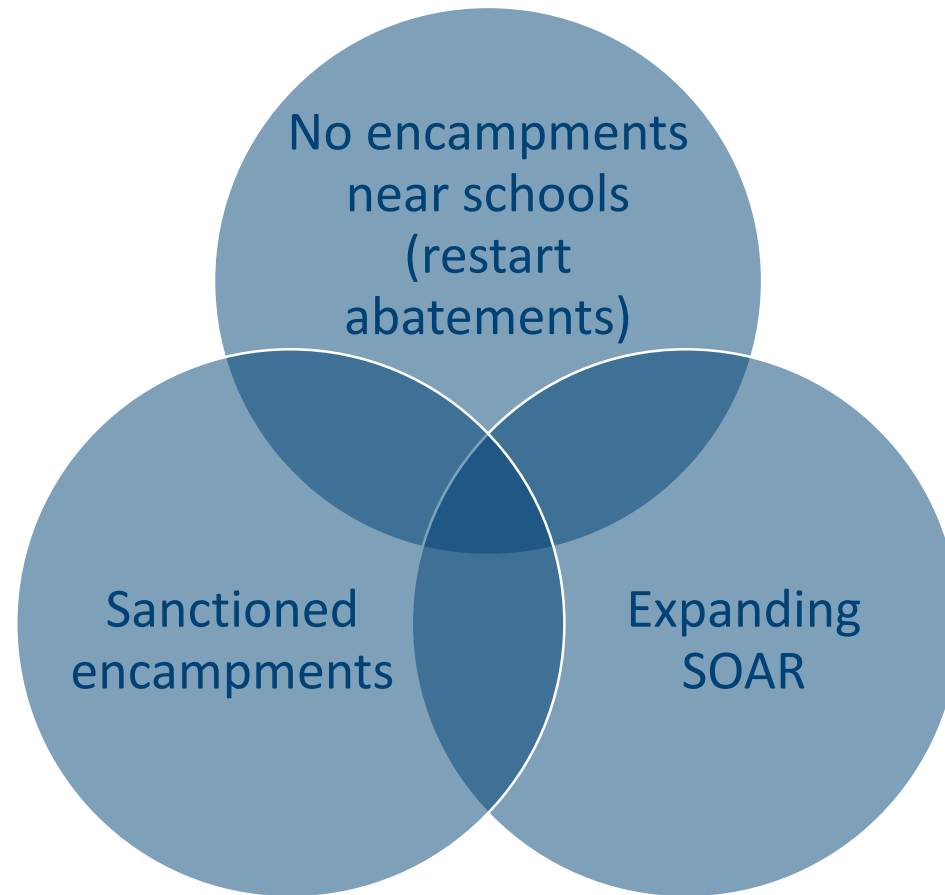 No encampments
near schools
(restart
abatements)
Sanctioned
encampments
Expanding
SOAR